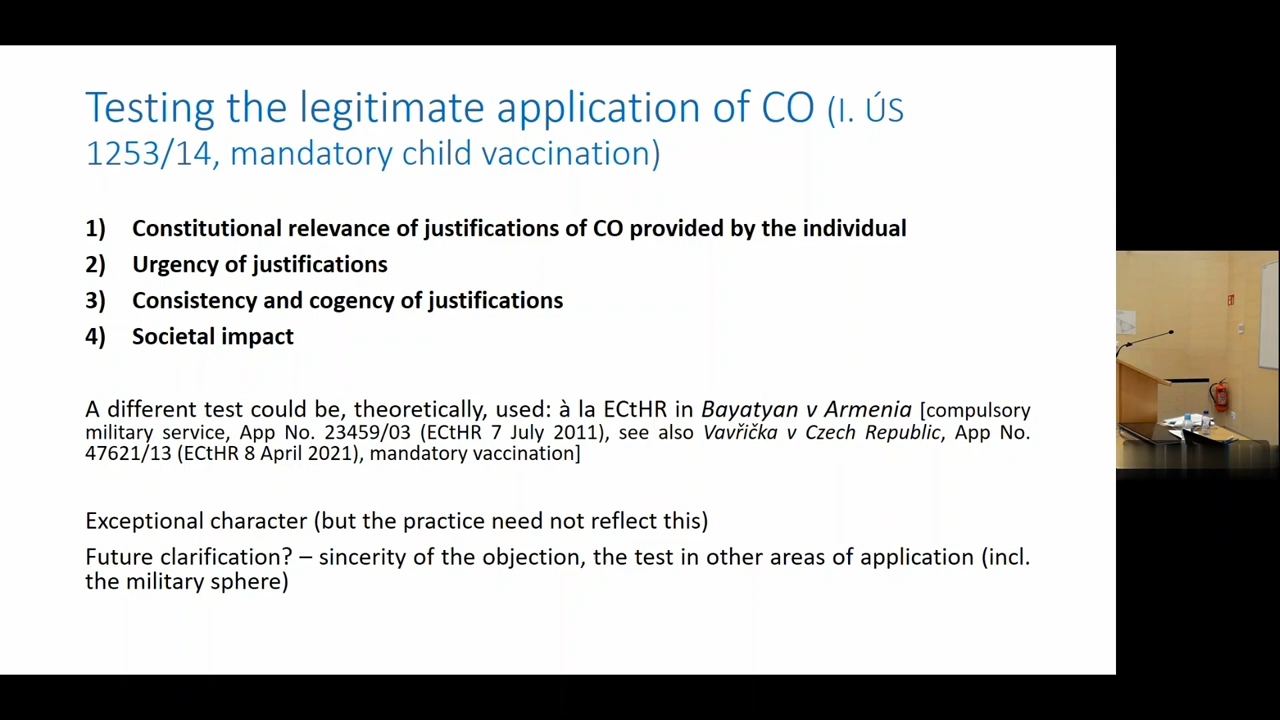 Testing the legitimate application of CO (I. ÚS
1253/14, mandatory child vaccination)
1) Constitutional relevance of justifications of CO provided by the individual
2) Urgency of justifications
3) Consistency and cogency of justifications
4) Societal impact
A different test could be, theoretically, used: à la ECtHR in Bayatyan v Armenia [compulsory
military service, App No. 23459/03 (ECtHR 7 July 2011), see also Vavřička v Czech Republic, App No.
47621/13 (ECtHR 8 April 2021), mandatory vaccination]
Exceptional character (but the practice need not reflect this)
Future clarification? – sincerity of the objection, the test in other areas of application (incl.
the military sphere)